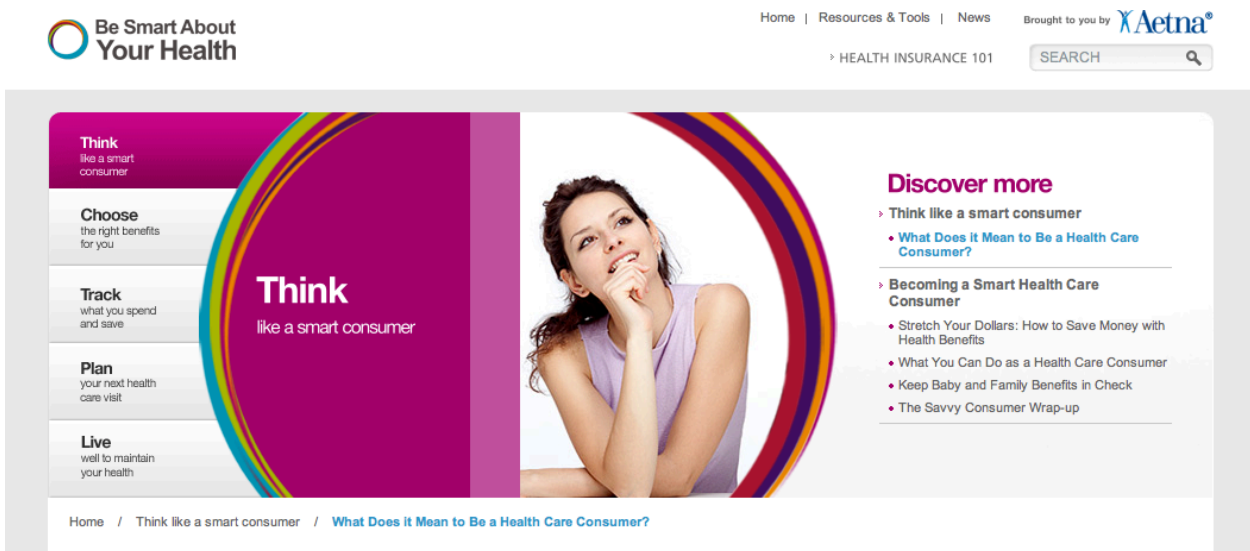 Be Smart About
Your Health
Home | Resources & Tools | News
Brought to you by Aetna®
› HEALTH INSURANCE 101
SEARCH
Think
like a smart
consumer
Choose
the right benefits
for you
Track
what you spend
and save
Plan
your next health
care visit
Live
well to maintain
your health
Think
like a smart consumer
Discover more
› Think like a smart consumer
• What Does it Mean to Be a Health Care
Consumer?
› Becoming a Smart Health Care
Consumer
• Stretch Your Dollars: How to Save Money with
Health Benefits
• What You Can Do as a Health Care Consumer
• Keep Baby and Family Benefits in Check
• The Savvy Consumer Wrap-up
Home / Think like a smart consumer / What Does it Mean to Be a Health Care Consumer?